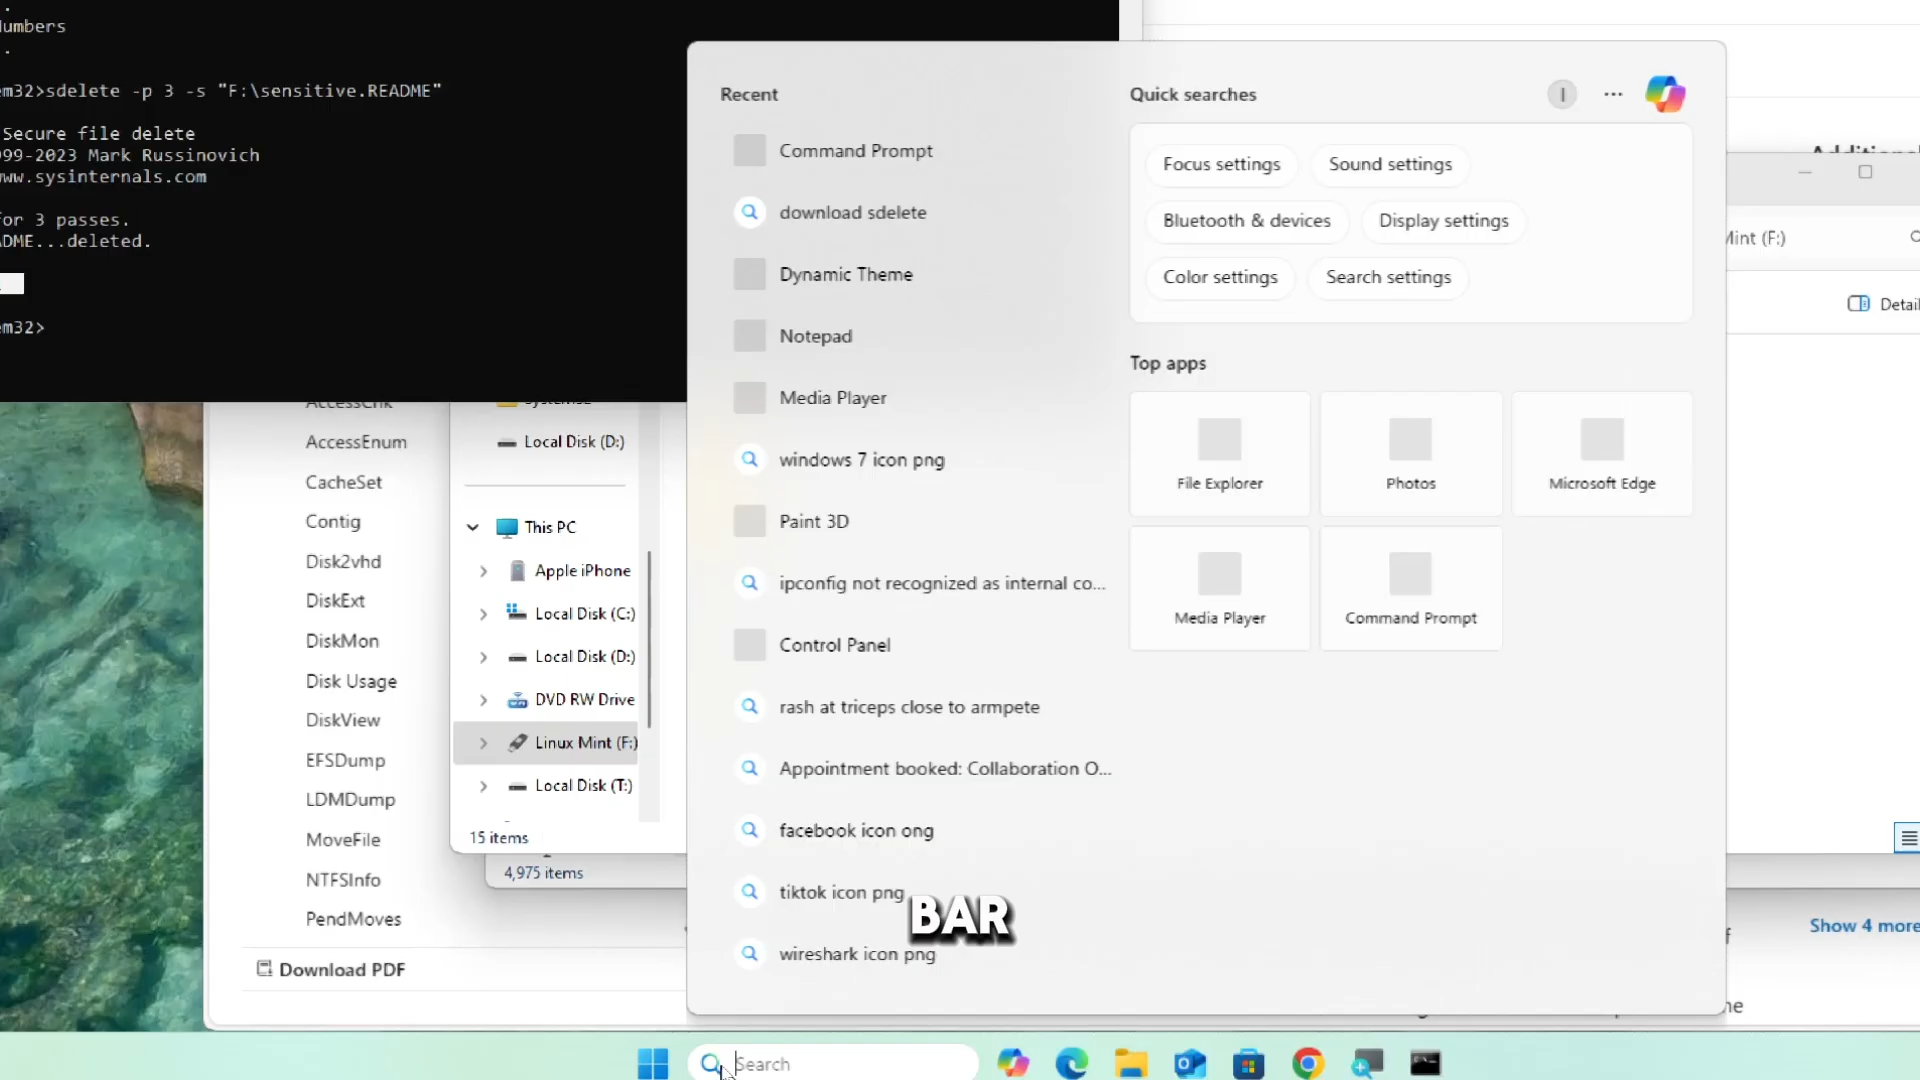 .
umbers
.
em32>sdelete -p 3 -s "F:\sensitive.README"
Secure file delete
99-2023 Mark Russinovich
ww.sysinternals.com
for 3 passes.
ADME...deleted.
em32>
Recent
Command Prompt
download sdelete
Dynamic Theme
Notepad
Media Player
windows 7 icon png
Paint 3D
ipconfig not recognized as internal co...
Control Panel
rash at triceps close to armpete
Appointment booked: Collaboration O...
facebook icon ong
tiktok icon png
wireshark icon png
BAR
Quick searches
I
...
Focus settings
Sound settings
Bluetooth & devices
Display settings
Color settings
Search settings
Top apps
File Explorer
Photos
Microsoft Edge
Media Player
Command Prompt
Mint (F:)
Detail
Show 4 more
AccessChk
AccessEnum
CacheSet
Contig
Disk2vhd
DiskExt
DiskMon
Disk Usage
DiskView
EFSDump
LDMDump
MoveFile
NTFSInfo
PendMoves
Download PDF
Local Disk (D:)
This PC
Apple iPhone
Local Disk (C:)
Local Disk (D:)
DVD RW Drive
Linux Mint (F:)
Local Disk (T:)
15 items
4,975 items
Search